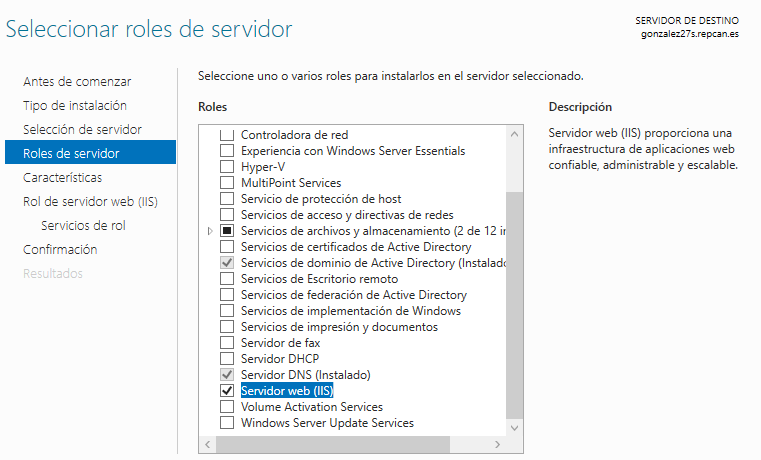 Seleccionar roles de servidor
SERVIDOR DE DESTINO
gonzalez27s.repcan.es
Antes de comenzar
Tipo de instalación
Selección de servidor
Roles de servidor
Características
Rol de servidor web (IIS)
Servicios de rol
Confirmación
Resultados
Seleccione uno o varios roles para instalarlos en el servidor seleccionado.
Roles
Controladora de red
Experiencia con Windows Server Essentials
Hyper-V
MultiPoint Services
Servicio de protección de host
Servicios de acceso y directivas de redes
Servicios de archivos y almacenamiento (2 de 12 in
Servicios de certificados de Active Directory
Servicios de dominio de Active Directory (Instalado
Servicios de Escritorio remoto
Servicios de federación de Active Directory
Servicios de implementación de Windows
Servicios de impresión y documentos
Servidor de fax
Servidor DHCP
Servidor DNS (Instalado)
Servidor web (IIS)
Volume Activation Services
Windows Server Update Services
Descripción
Servidor web (IIS) proporciona una
infraestructura de aplicaciones web
confiable, administrable y escalable.